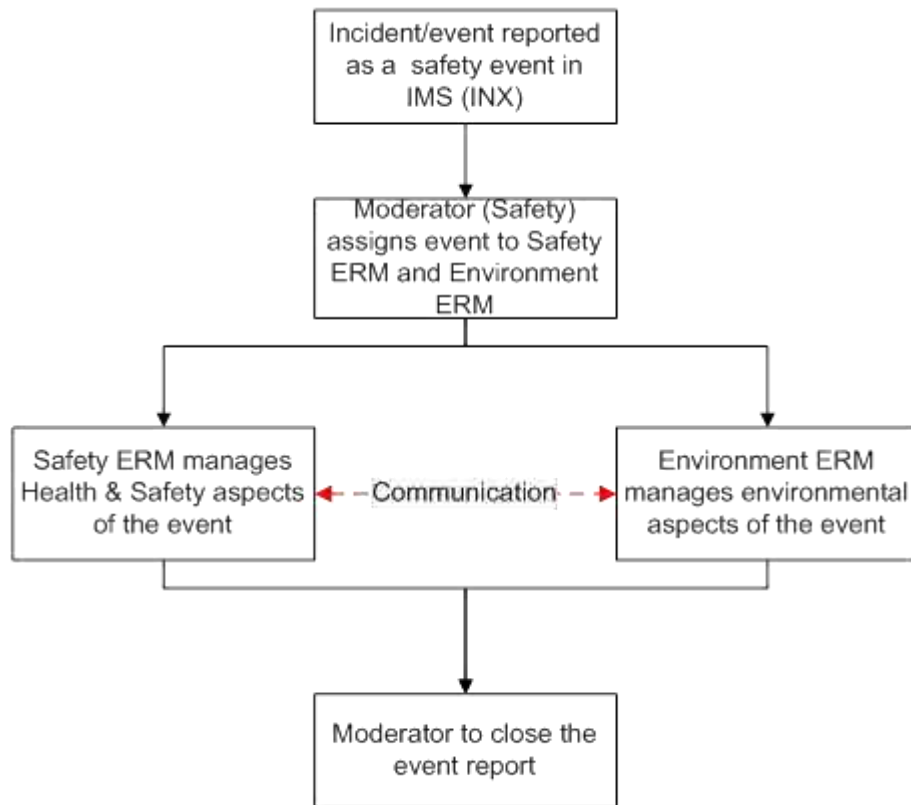 Incident/event reported
as a safety event in
IMS (INX)
Moderator (Safety)
assigns event to Safety
ERM and Environment
ERM
Safety ERM manages
Health & Safety aspects
of the event
Communication
Environment ERM
manages environmental
aspects of the event
Moderator to close the
event report